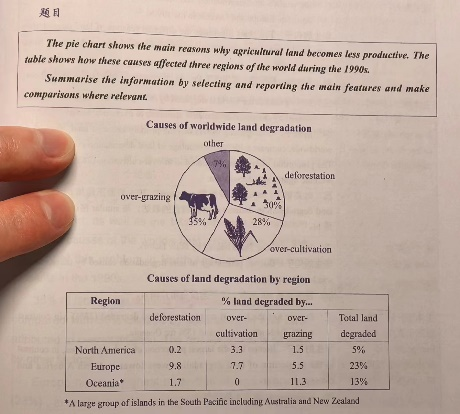 题目
The pie chart shows the main reasons why agricultural land becomes less productive. The
table shows how these causes affected three regions of the world during the 1990s.
Summarise the information by selecting and reporting the main features and make
comparisons where relevant.
Causes of worldwide land degradation
other
7%
deforestation
30%
over-grazing
35%
28%
over-cultivation
Causes of land degradation by region
Region % land degraded by...
deforestation over-cultivation over-grazing Total land degraded
North America 0.2 3.3 1.5 5%
Europe 9.8 7.7 5.5 23%
Oceania* 1.7 0 11.3 13%
*A large group of islands in the South Pacific including Australia and New Zealand